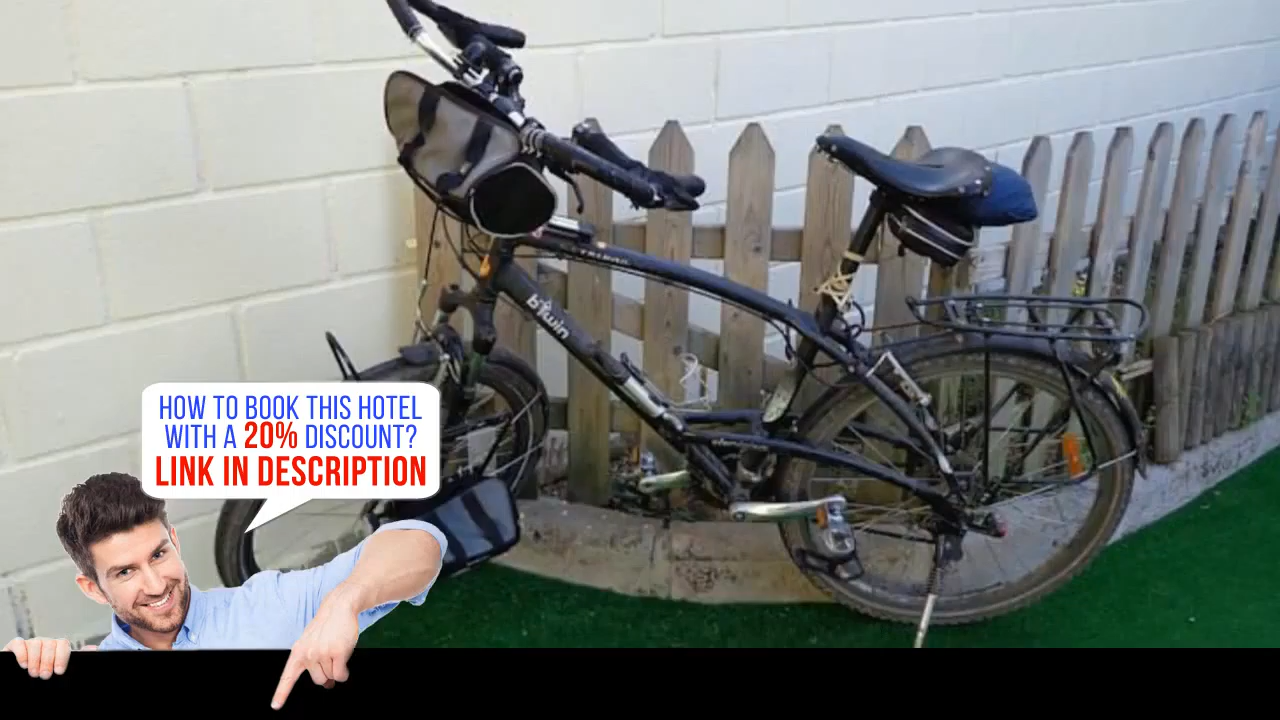 b'Twin
HOW TO BOOK THIS HOTEL
WITH A 20% DISCOUNT?
LINK IN DESCRIPTION